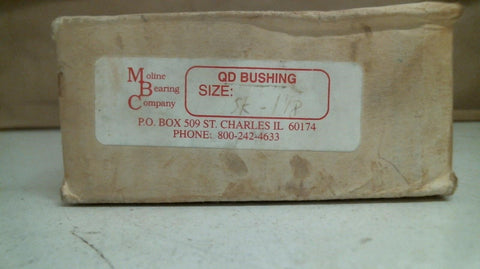 Moline
Bearing
Company
QD BUSHING
SIZE:
SK-1 7/8
P.O. BOX 509 ST. CHARLES IL 60174
PHONE: 800-242-4633